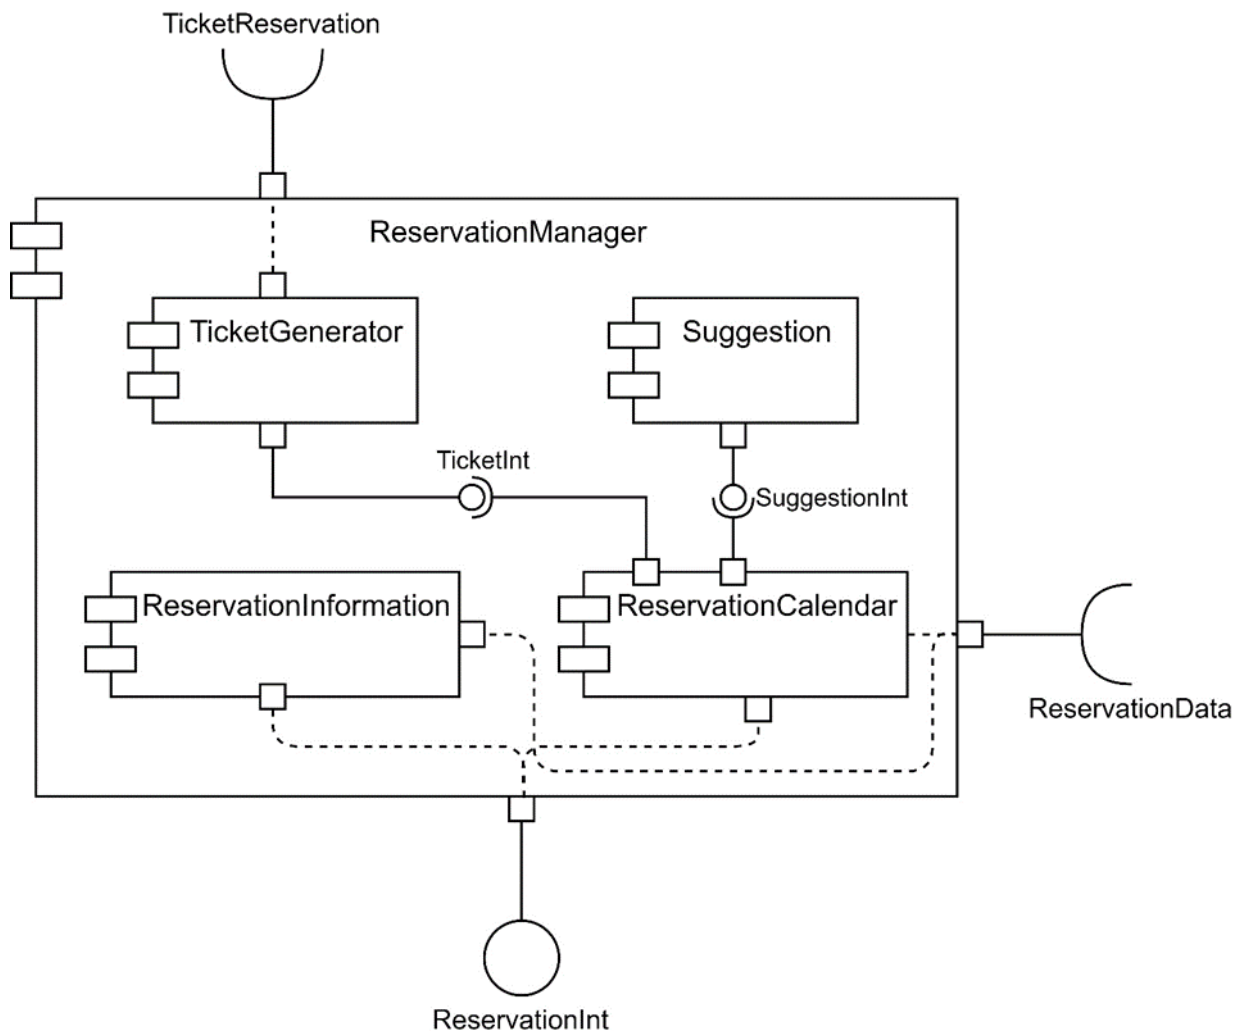 TicketReservation
ReservationManager
TicketGenerator
Suggestion
TicketInt
SuggestionInt
ReservationInformation
ReservationCalendar
ReservationData
ReservationInt